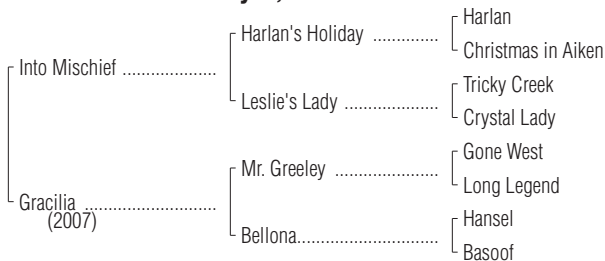 Harlan
Harlan's Holiday ..............
Christmas in Aiken
Into Mischief ....................
Tricky Creek
Leslie's Lady ....................
Crystal Lady
Gone West
Mr. Greeley ......................
Long Legend
Gracilia ............................
(2007)
Hansel
Bellona..............................
Basoof